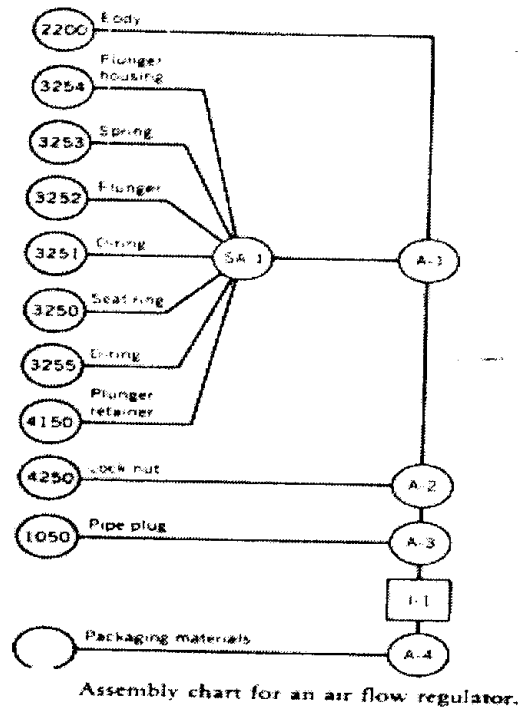 2200 Body
Plunger
3254 housing
3253 Spring
3252 Plunger
3251 O-ring
SA-1 A-1
3250 Seat ring
3255 O-ring
Plunger
4150 retainer
4250 Lock nut
A-2
1050 Pipe plug
A-3
I-1
Packaging materials
A-4
Assembly chart for an air flow regulator.